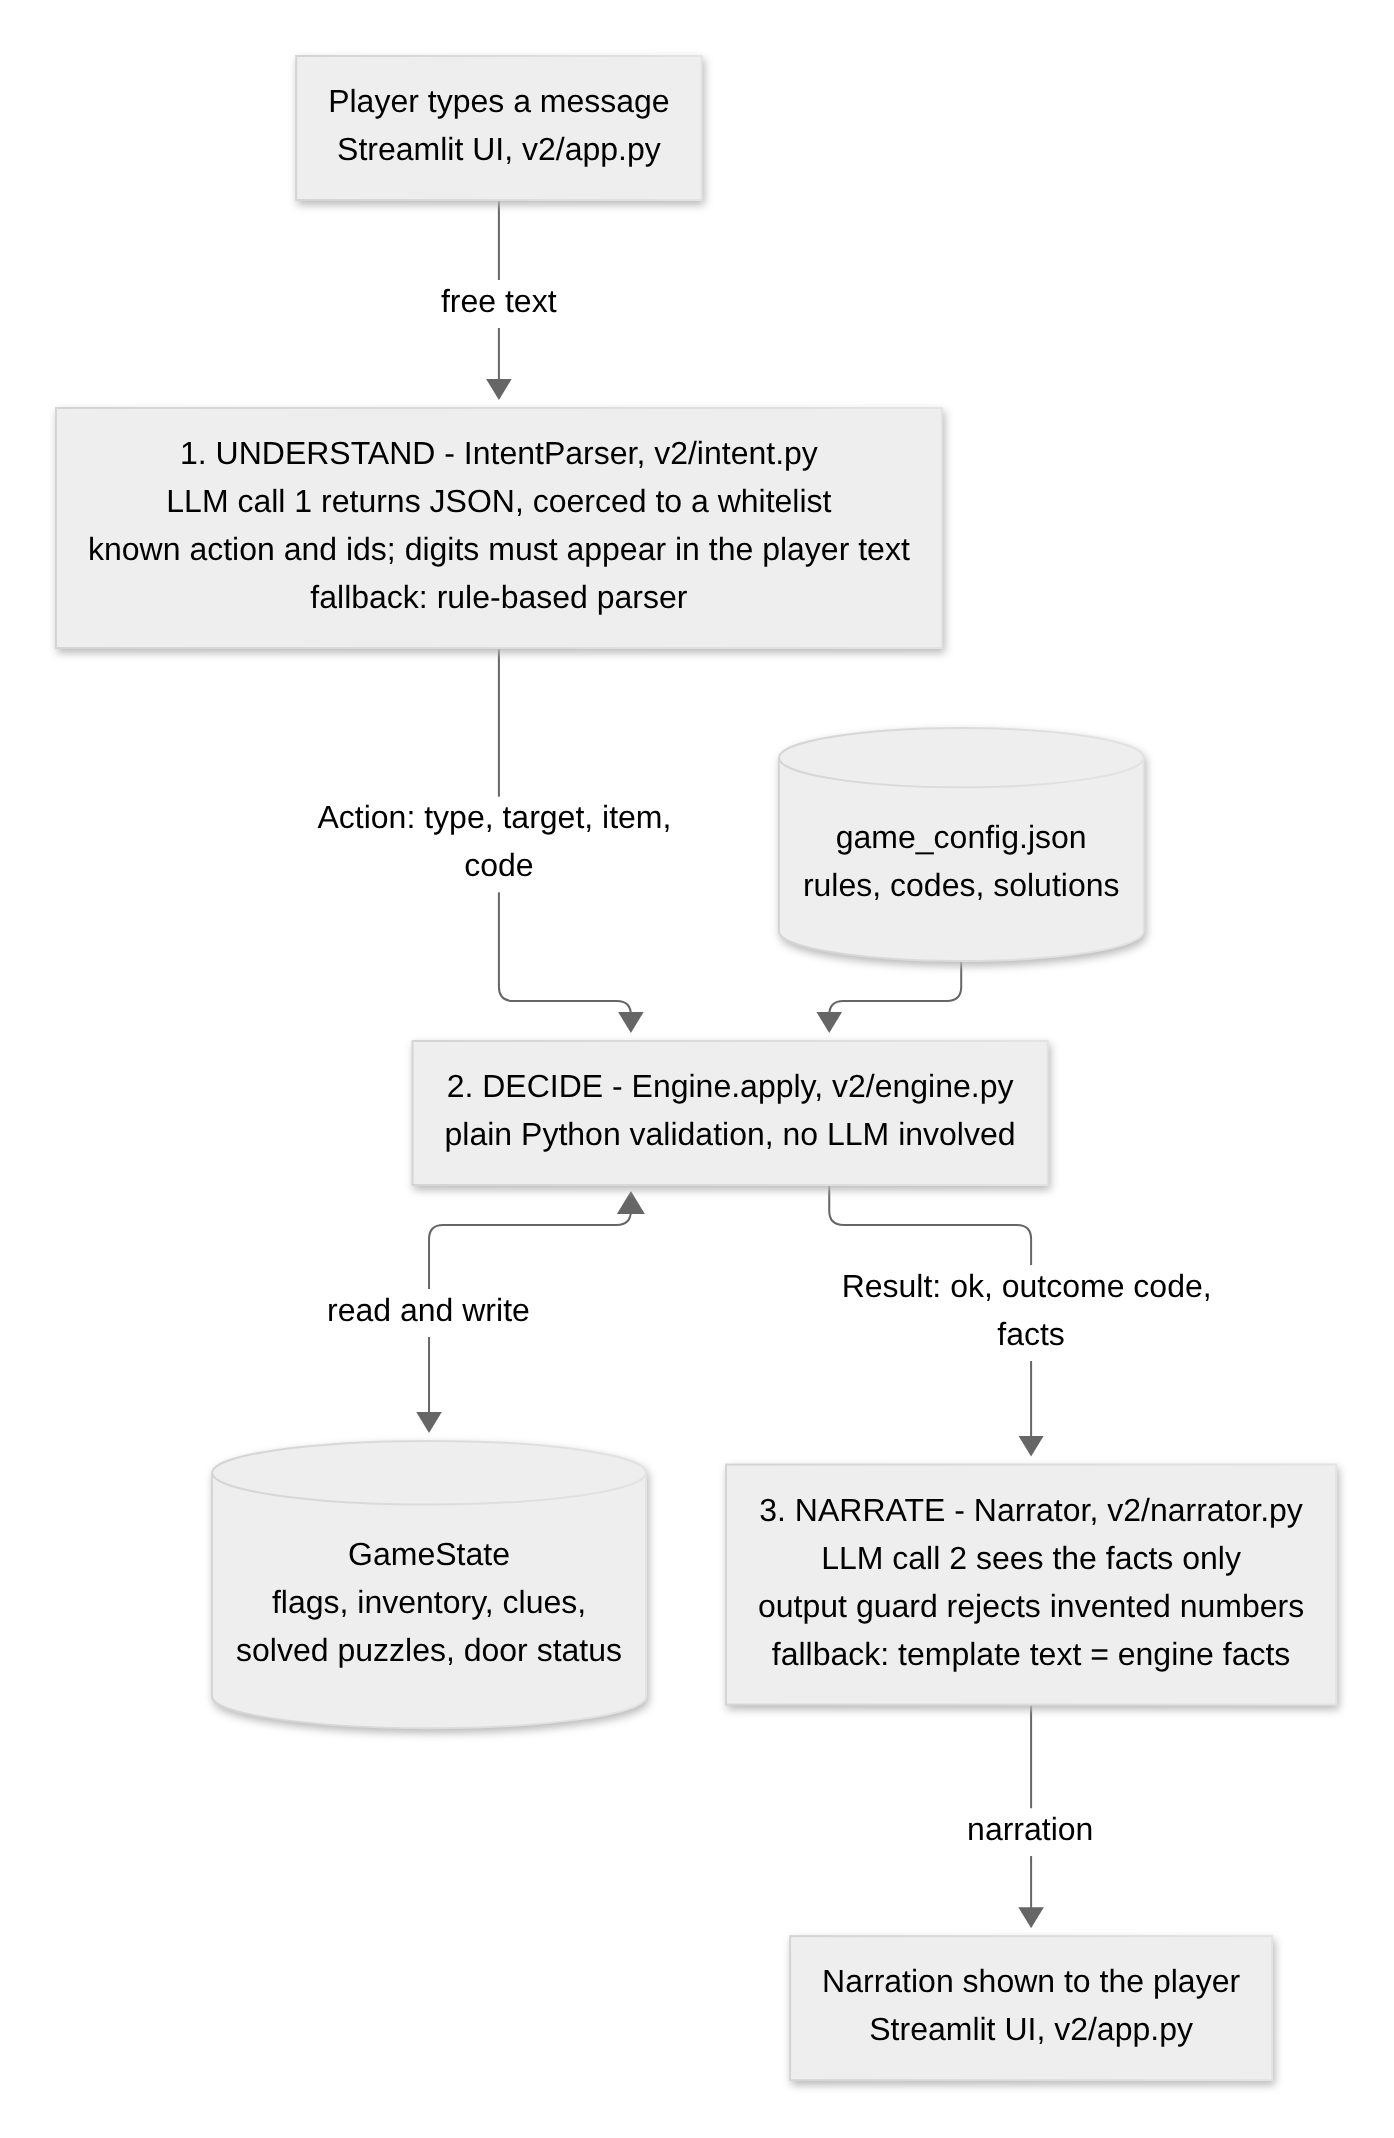 Player types a message
Streamlit UI, v2/app.py
free text
1. UNDERSTAND - IntentParser, v2/intent.py
LLM call 1 returns JSON, coerced to a whitelist
known action and ids; digits must appear in the player text
fallback: rule-based parser
Action: type, target, item,
code
game_config.json
rules, codes, solutions
2. DECIDE - Engine.apply, v2/engine.py
plain Python validation, no LLM involved
read and write
Result: ok, outcome code,
facts
GameState
flags, inventory, clues,
solved puzzles, door status
3. NARRATE - Narrator, v2/narrator.py
LLM call 2 sees the facts only
output guard rejects invented numbers
fallback: template text = engine facts
narration
Narration shown to the player
Streamlit UI, v2/app.py